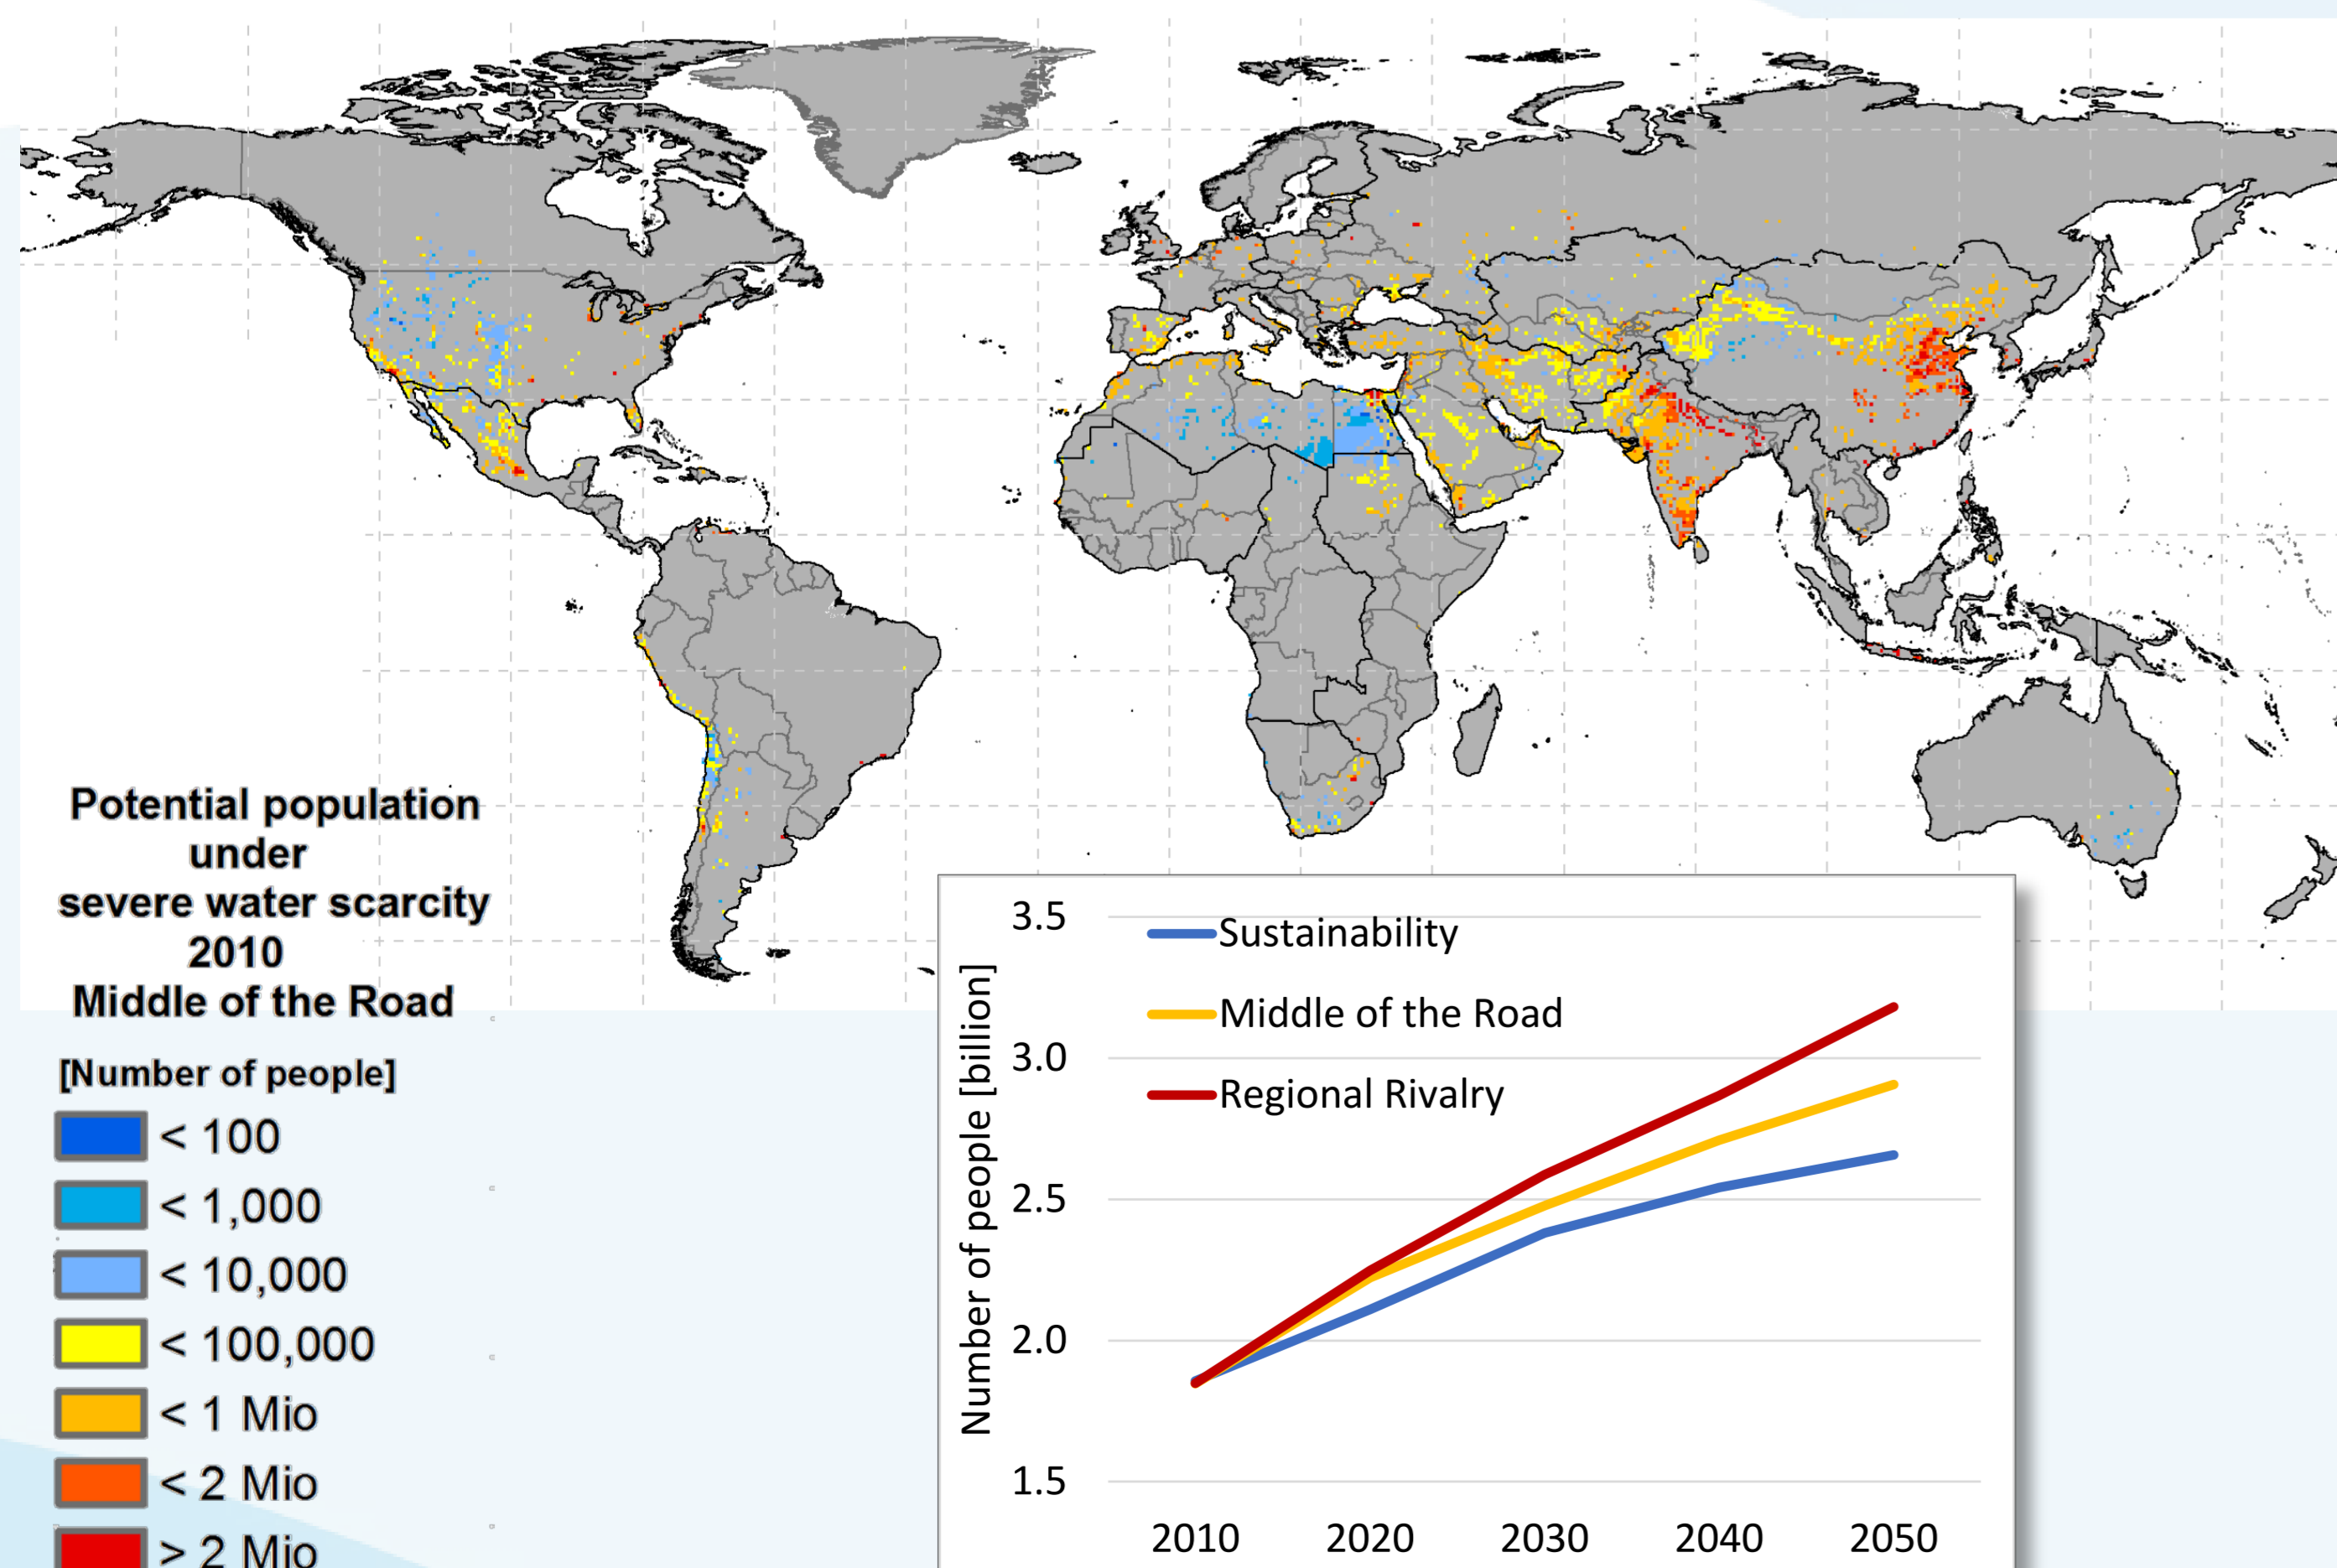 Potential population
under
severe water scarcity
2010
Middle of the Road
[Number of people]
< 100
< 1,000
< 10,000
< 100,000
< 1 Mio
< 2 Mio
> 2 Mio
Number of people [billion]
3.5
3.0
2.5
2.0
1.5
Sustainability
Middle of the Road
Regional Rivalry
2010 2020 2030 2040 2050